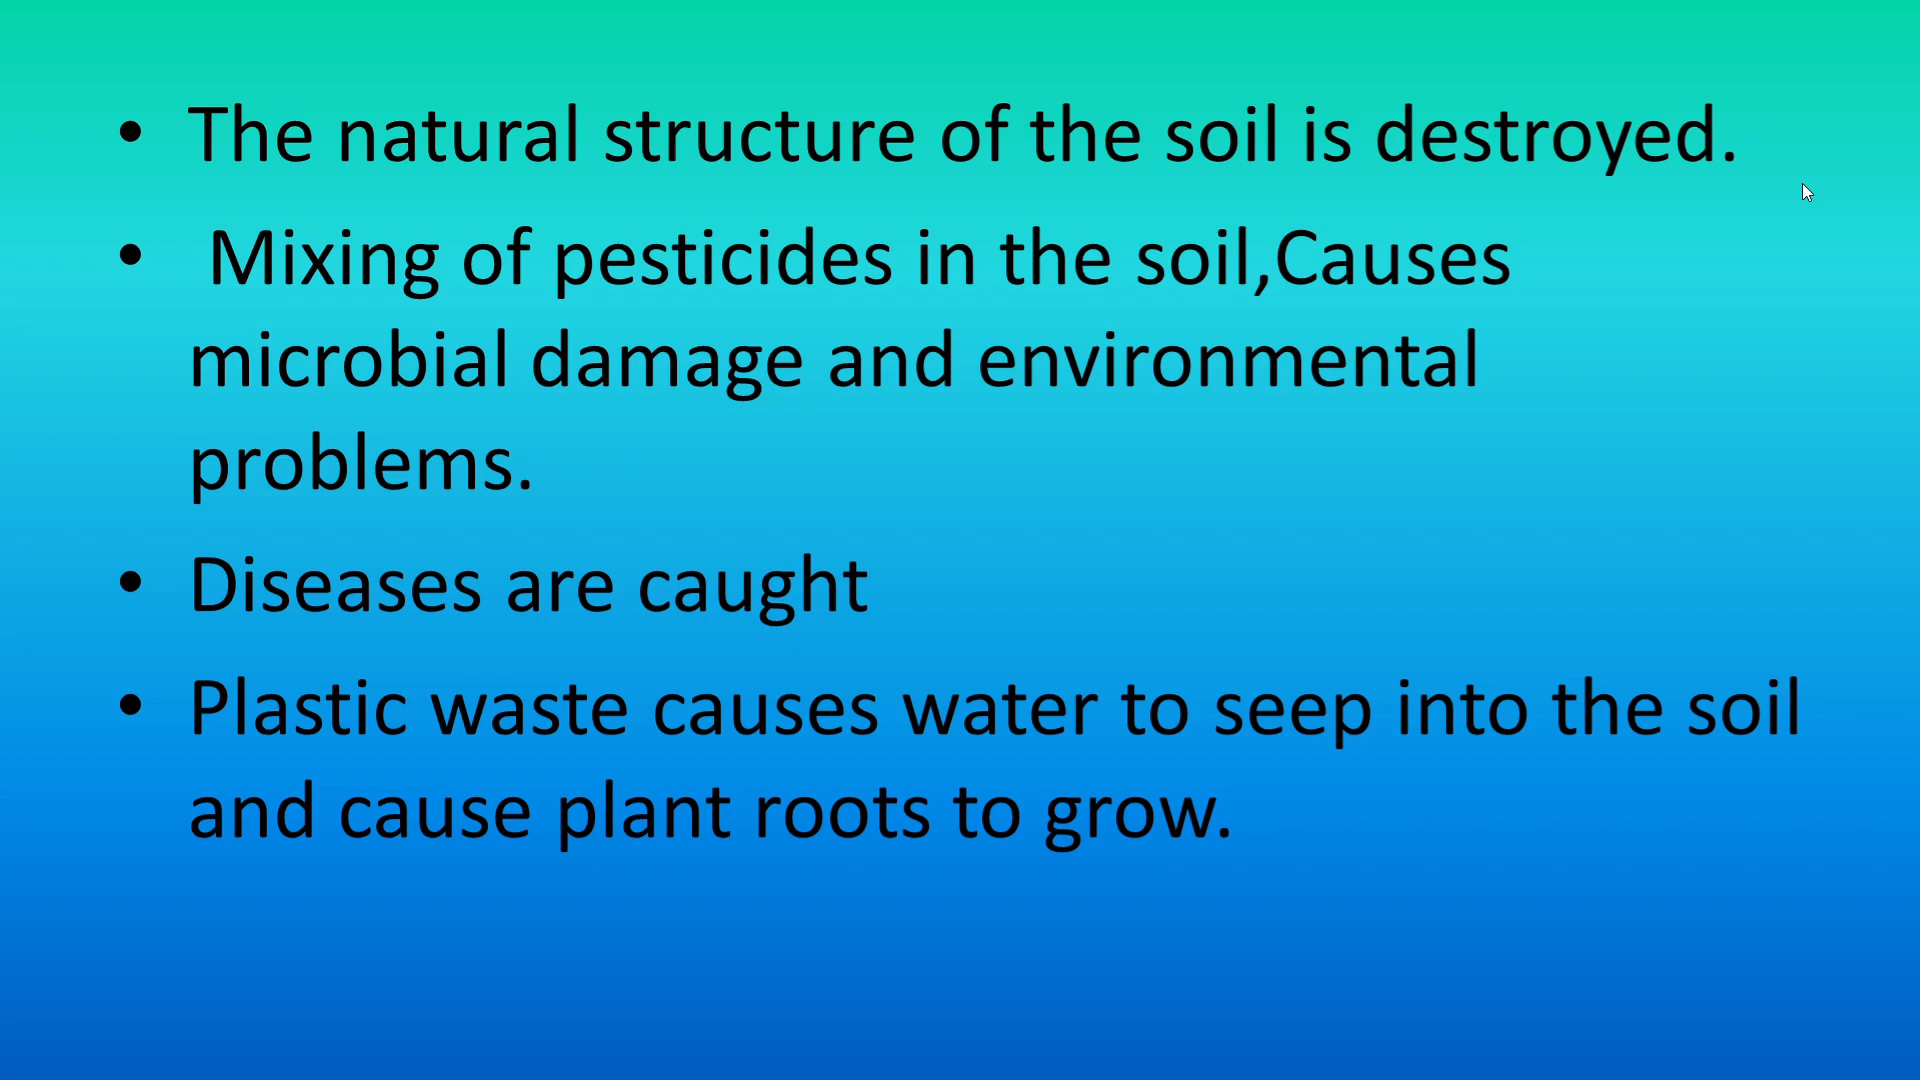 • The natural structure of the soil is destroyed.
• Mixing of pesticides in the soil,Causes
microbial damage and environmental
problems.
• Diseases are caught
• Plastic waste causes water to seep into the soil
and cause plant roots to grow.